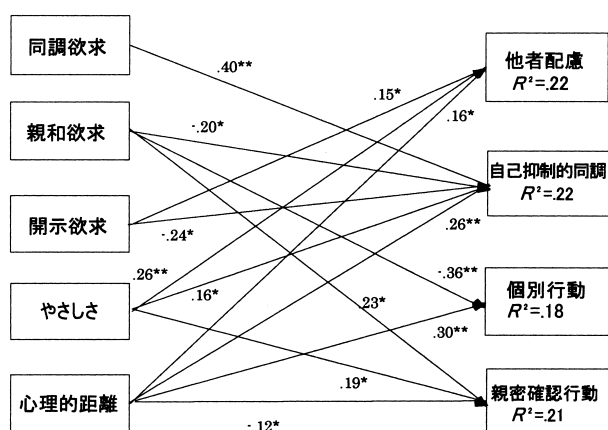 同調欲求
親和欲求
開示欲求
やさしさ
心理的距離
.40**
.15*
.16*
-.20*
-.24*
.26**
.26**
.16*
-.36**
.23*
.30**
.19*
-.12*
他者配慮
R²=.22
自己抑制的同調
R²=.22
個別行動
R²=.18
親密確認行動
R²=.21